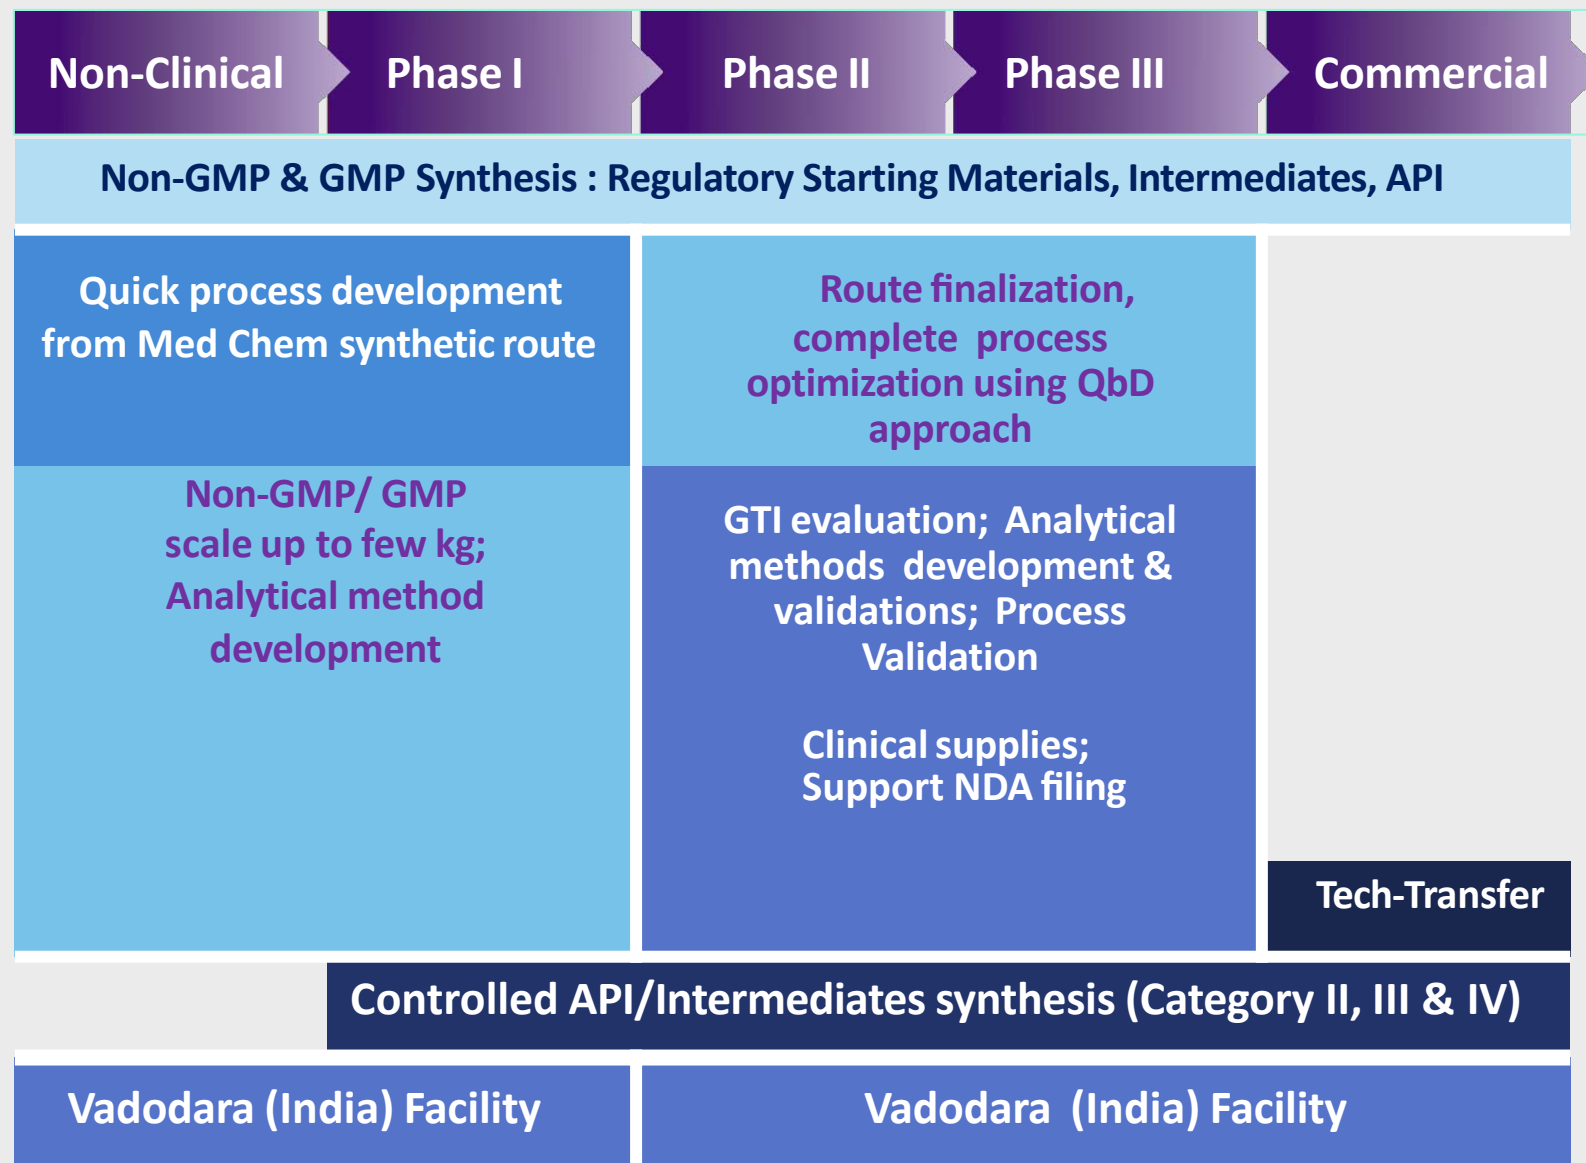 Non-Clinical
Phase I
Phase II
Phase III
Commercial
Non-GMP & GMP Synthesis : Regulatory Starting Materials, Intermediates, API
Quick process development
from Med Chem synthetic route
Route finalization,
complete process
optimization using QbD
approach
Non-GMP/ GMP
scale up to few kg;
Analytical method
development
GTI evaluation; Analytical
methods development &
validations; Process
Validation
Clinical supplies;
Support NDA filing
Tech-Transfer
Controlled API/Intermediates synthesis (Category II, III & IV)
Vadodara (India) Facility
Vadodara (India) Facility